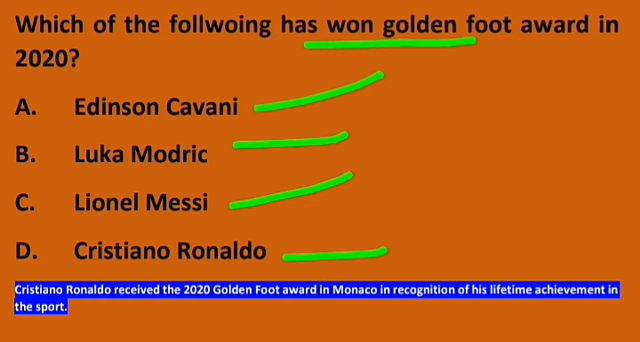 Which of the follwoing has won golden foot award in
2020?
A. Edinson Cavani
B. Luka Modric
C. Lionel Messi
D. Cristiano Ronaldo
Cristiano Ronaldo received the 2020 Golden Foot award in Monaco in recognition of his lifetime achievement in
the sport.